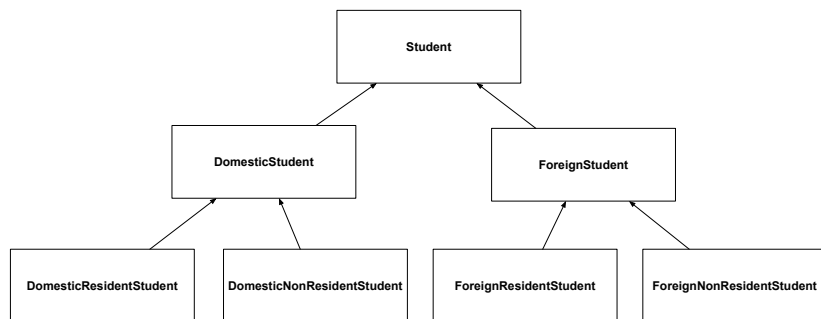 Student
DomesticStudent
ForeignStudent
DomesticResidentStudent
DomesticNonResidentStudent
ForeignResidentStudent
ForeignNonResidentStudent